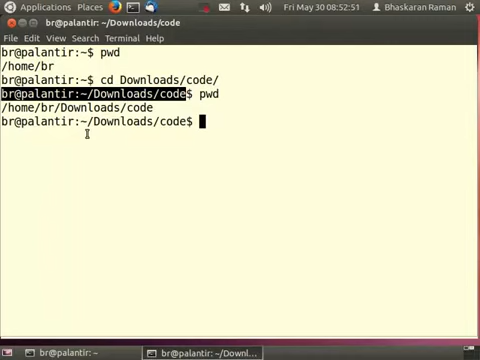 Applications Places Fri May 30 08:52:51 Bhaskaran Raman
br@palantir: ~/Downloads/code
File Edit View Search Terminal Help
br@palantir:~$ pwd
/home/br
br@palantir:~$ cd Downloads/code/
br@palantir:~/Downloads/code$ pwd
/home/br/Downloads/code
br@palantir:~/Downloads/code$
br@palantir: ~
br@palantir: ~/Downl...